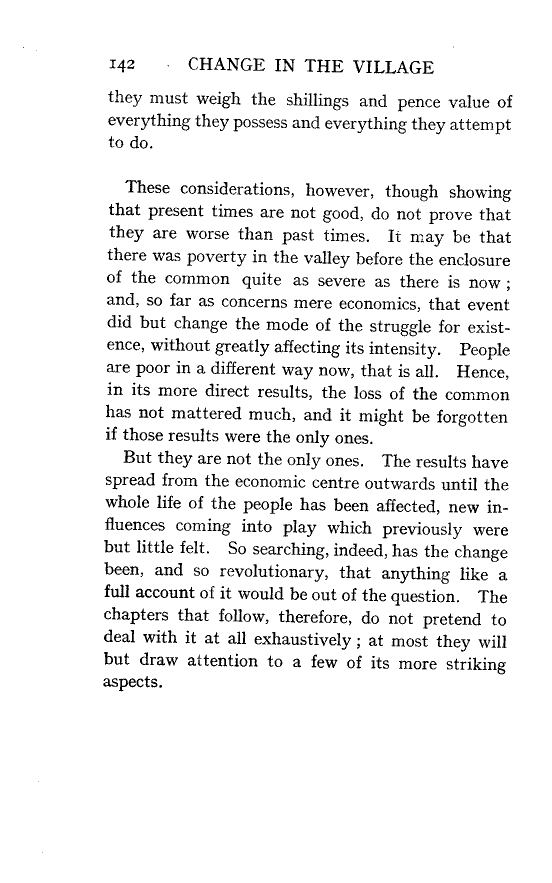 142 CHANGE IN THE VILLAGE
they must weigh the shillings and pence value of
everything they possess and everything they attempt
to do.
These considerations, however, though showing
that present times are not good, do not prove that
they are worse than past times. It may be that
there was poverty in the valley before the enclosure
of the common quite as severe as there is now ;
and, so far as concerns mere economics, that event
did but change the mode of the struggle for exist-
ence, without greatly affecting its intensity. People
are poor in a different way now, that is all. Hence,
in its more direct results, the loss of the common
has not mattered much, and it might be forgotten
if those results were the only ones.
But they are not the only ones. The results have
spread from the economic centre outwards until the
whole life of the people has been affected, new in-
fluences coming into play which previously were
but little felt. So searching, indeed, has the change
been, and so revolutionary, that anything like a
full account of it would be out of the question. The
chapters that follow, therefore, do not pretend to
deal with it at all exhaustively ; at most they will
but draw attention to a few of its more striking
aspects.